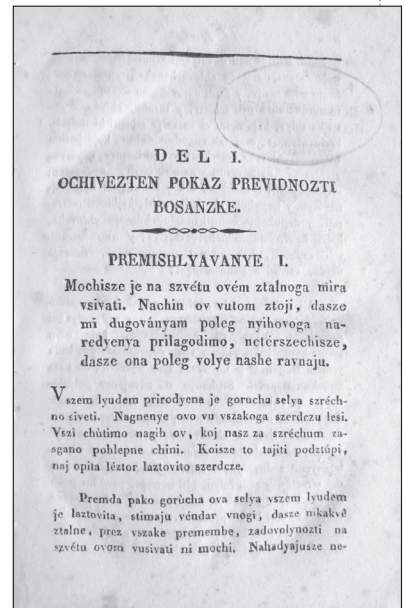 DEL I.
OCHIVEZTEN POKAZ PREVIDNOZTI
BOSANZKE.
PREMISHLYAVANYE I.
Mochisze je na szvétu ovém ztalnoga mira
vsivati. Nachin ov vutom ztoji, dasze
mi dugoványam poleg nyihovoga na-
redyenya prilagodimo, netérszechisze,
dasze ona poleg volye nashe ravnaju.
Vszem lyudem prirodyena je gorucha selya széch-
no siveti. Nagnenye ovo vu vszakoga szerdczu lesi.
Vszi chùtimo nagib ov, koj nasz za széchum za-
sgano pohlepne chini. Koisze to tajiti podztúpi,
naj opita léztor laztovito szerdcze.
Premda pako gorùcha ova selya vszem lyudem
je laztovita, stimaju véndar vnogi, dasze nikakvê
ztalne, prez vszake premembe, zadovolynozti na
szvétu ovom vusivati ni mochi. Nahadyajusze ne-